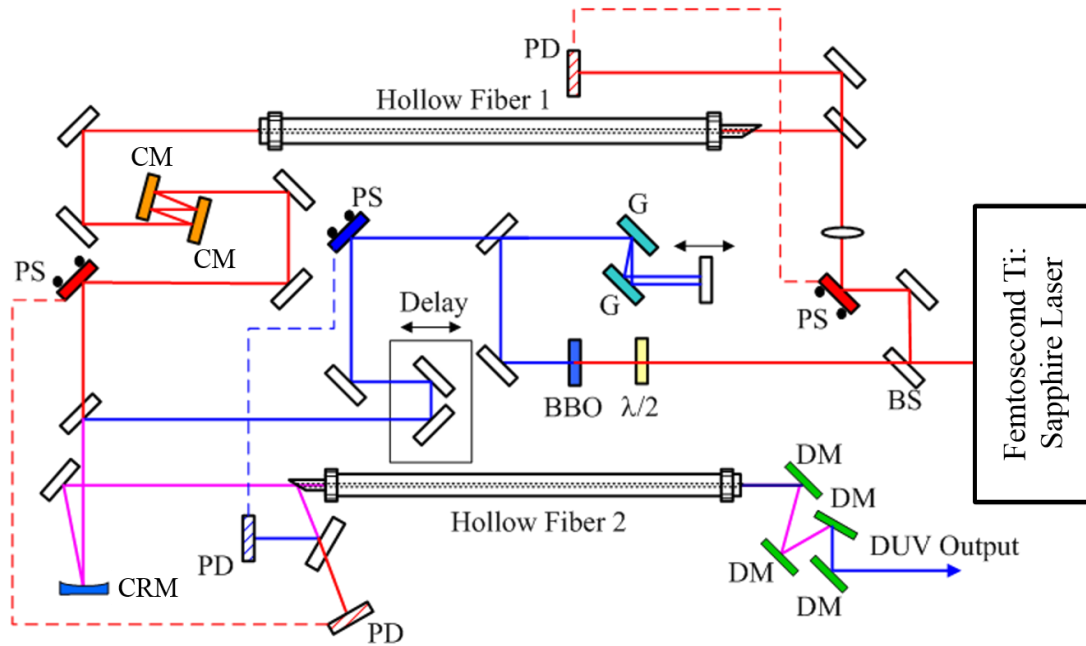 PD
Hollow Fiber 1
CM
CM
PS
PS
G
G
PS
Delay
BBO
λ/2
BS
Femtosecond Ti:
Sapphire Laser
DM
DM
Hollow Fiber 2
DUV Output
PD
DM
DM
CRM
PD